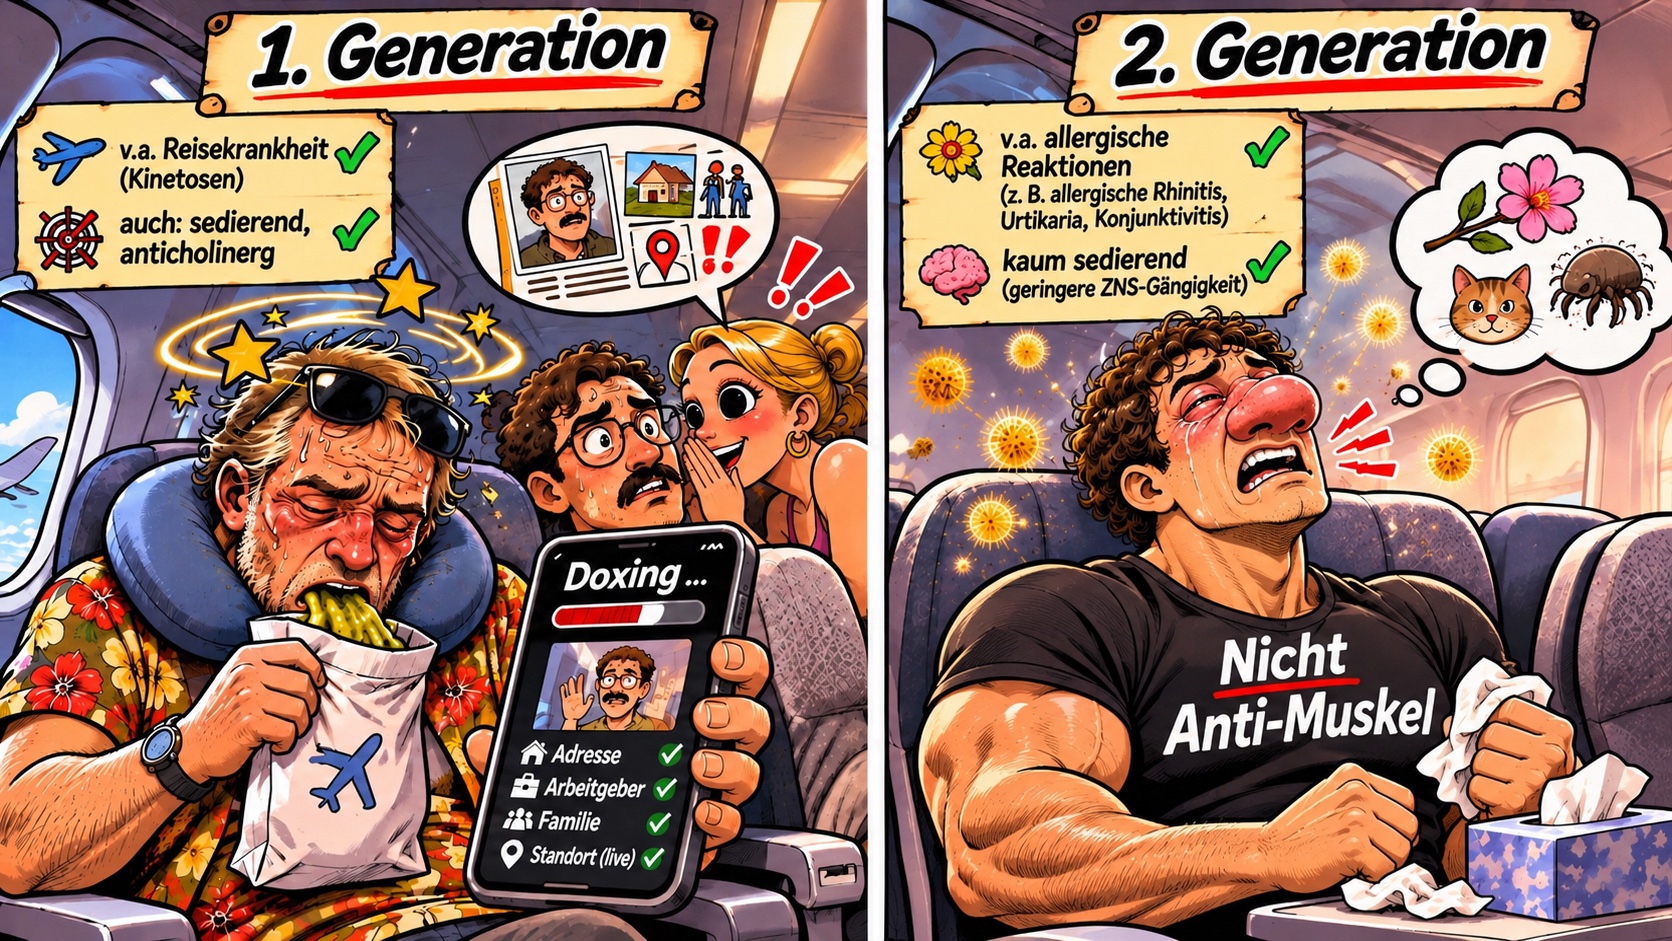 1. Generation
v.a. Reisekrankheit
(Kinetosen)
auch: sedierend,
anticholinerg
!!
!!
Doxing ...
Adresse
Arbeitgeber
Familie
Standort (live)
2. Generation
v.a. allergische
Reaktionen
(z. B. allergische Rhinitis,
Urtikaria, Konjunktivitis)
kaum sedierend
(geringere ZNS-Gängigkeit)
Nicht
Anti-Muskel